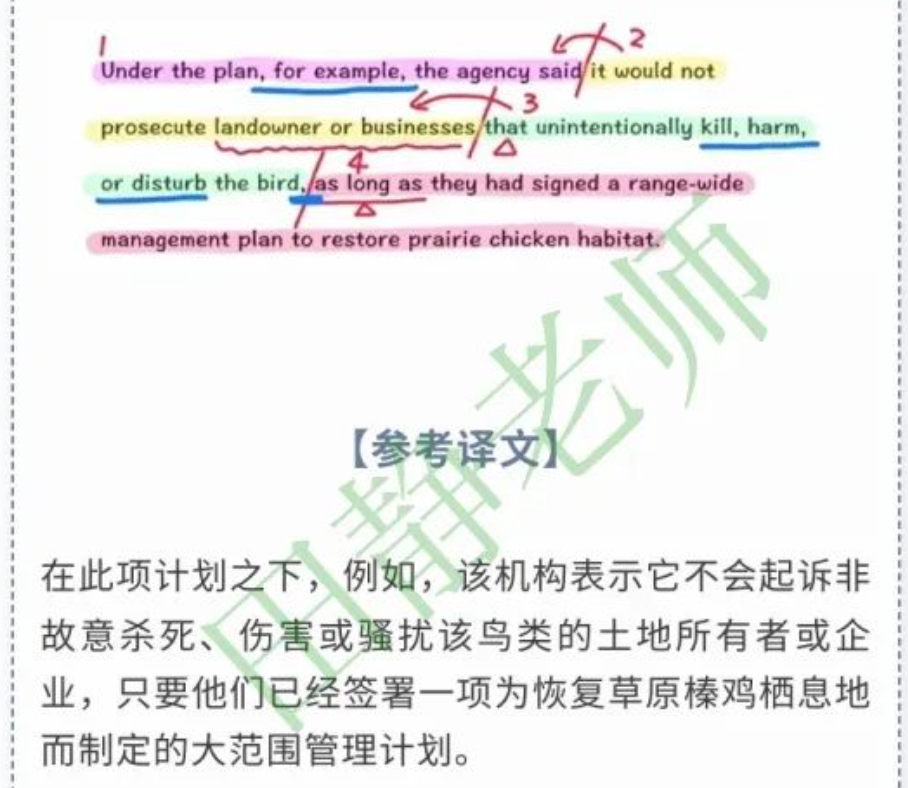 1
2
Under the plan, for example, the agency said it would not
3
prosecute landowner or businesses that unintentionally kill, harm,
4
or disturb the bird, as long as they had signed a range-wide
management plan to restore prairie chicken habitat.
【参考译文】
在此项计划之下，例如，该机构表示它不会起诉非
故意杀死、伤害或骚扰该鸟类的土地所有者或企
业，只要他们已经签署一项为恢复草原榛鸡栖息地
而制定的大范围管理计划。
田静老师